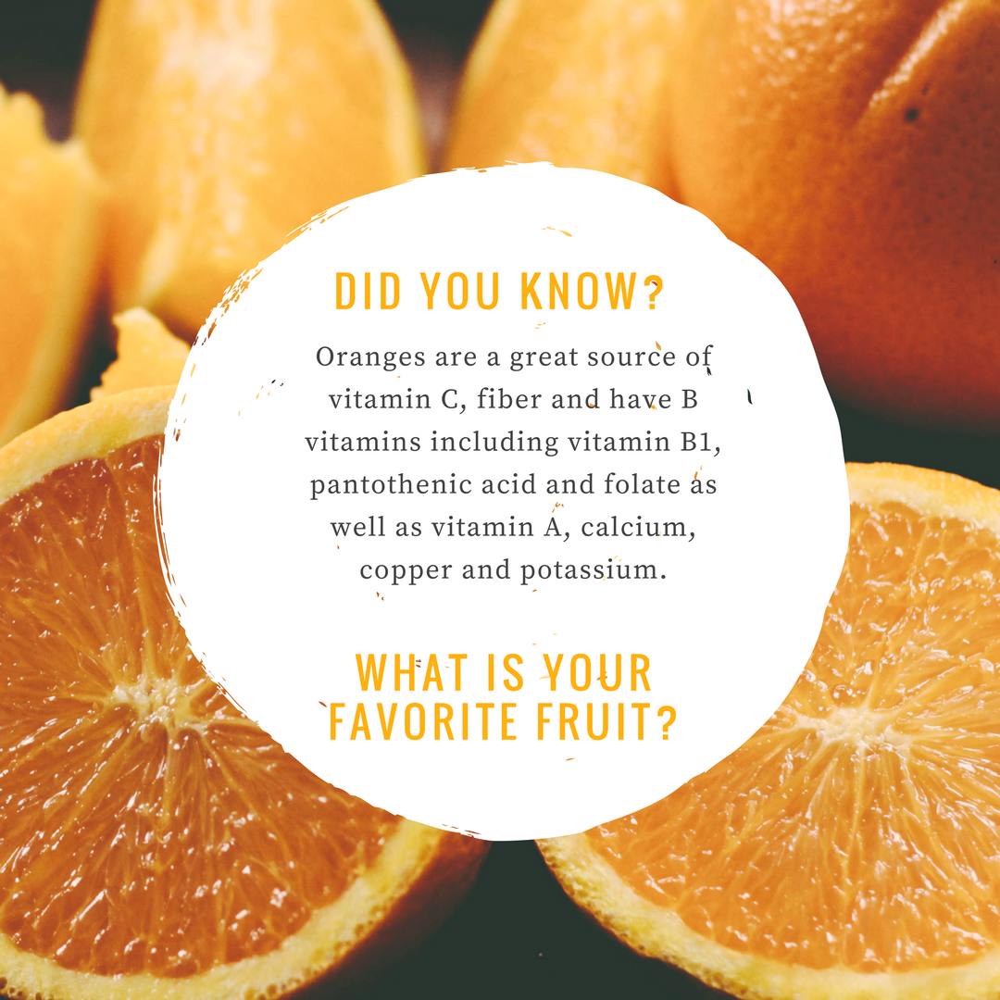 DID YOU KNOW?
Oranges are a great source of
vitamin C, fiber and have B
vitamins including vitamin B1,
pantothenic acid and folate as
well as vitamin A, calcium,
copper and potassium.
WHAT IS YOUR
FAVORITE FRUIT?